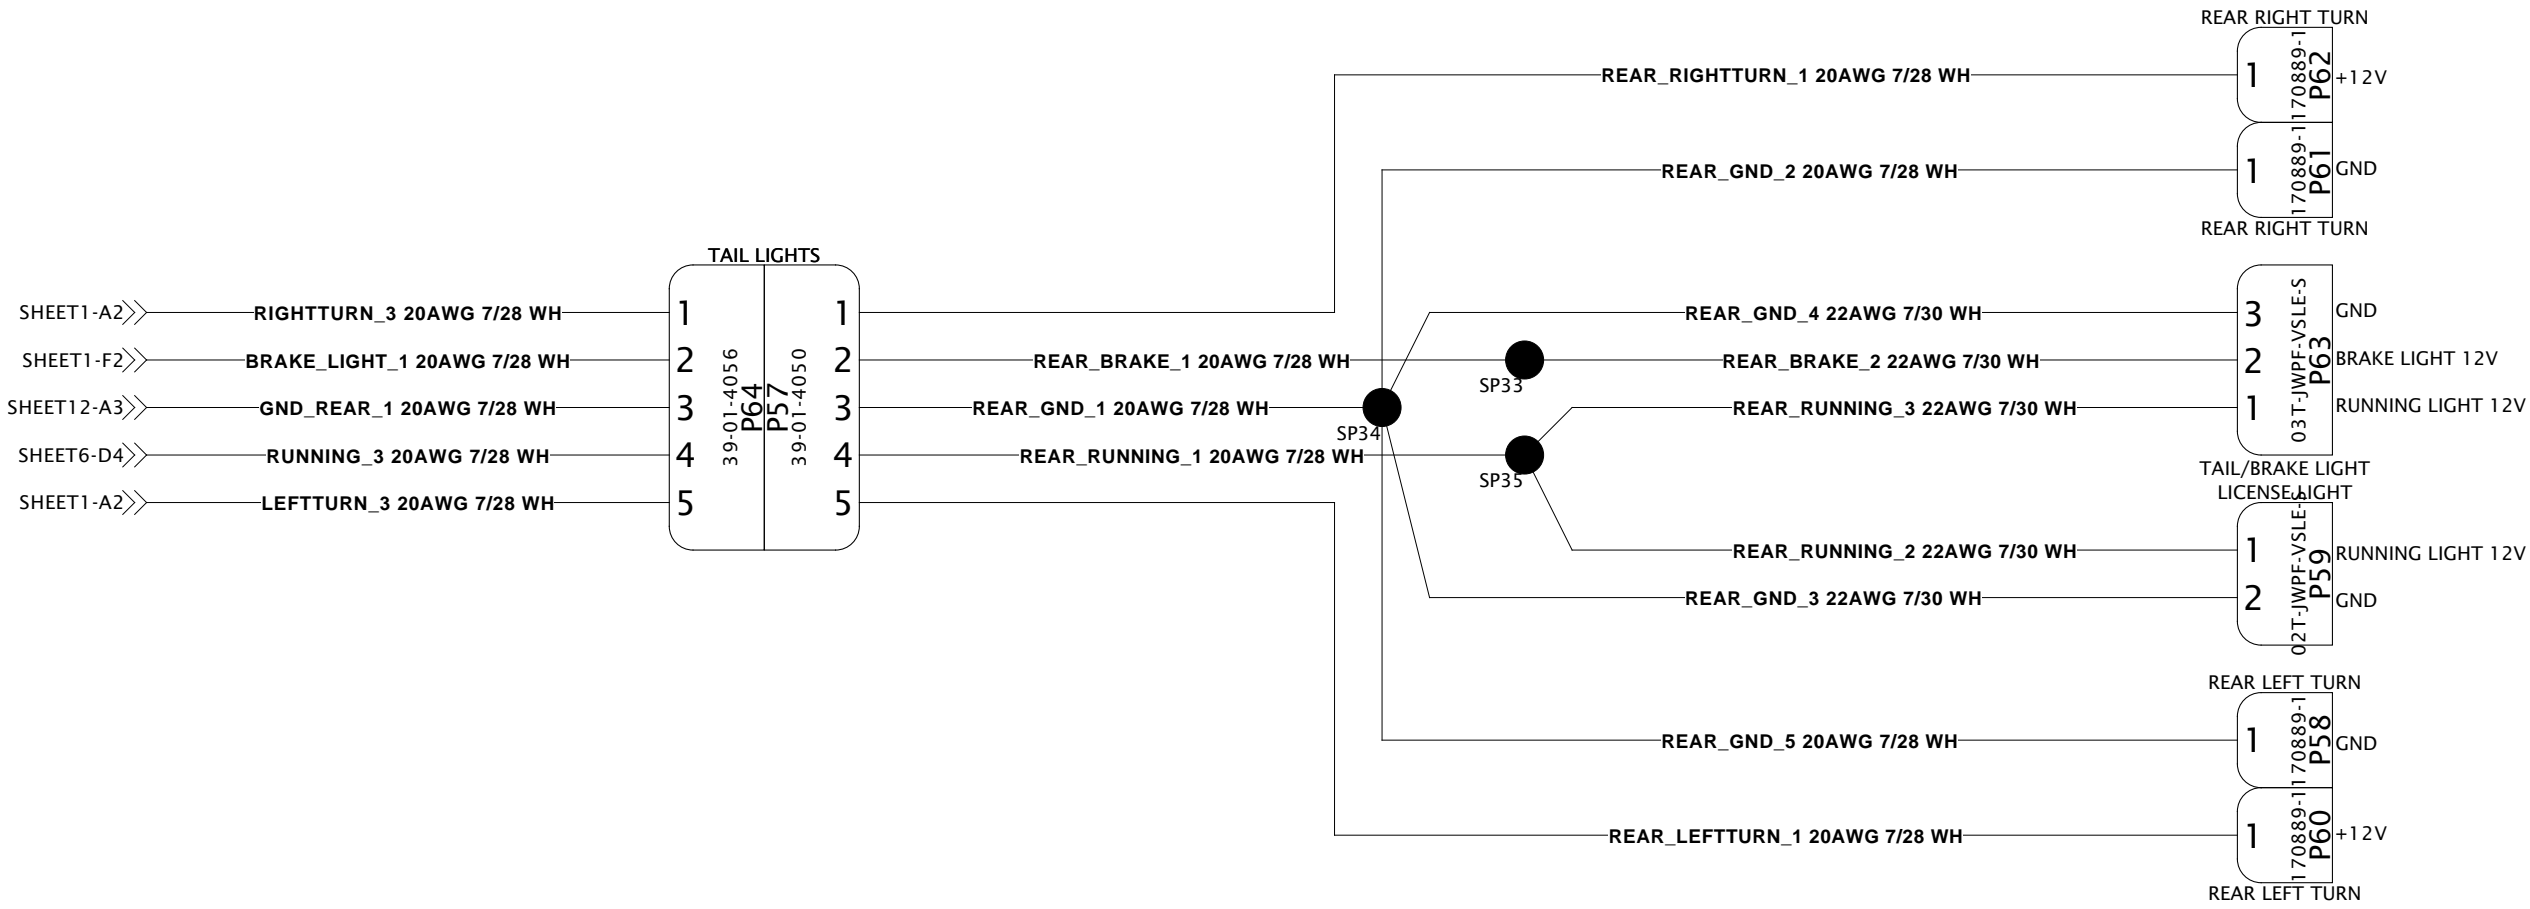 REAR RIGHT TURN
REAR_RIGHTTURN_1 20AWG 7/28 WH
1
170889-1
P62
+12V
REAR_GND_2 20AWG 7/28 WH
1
170889-1
P61
GND
REAR RIGHT TURN
TAIL LIGHTS
SHEET1-A2
RIGHTTURN_3 20AWG 7/28 WH
1
1
SHEET1-F2
BRAKE_LIGHT_1 20AWG 7/28 WH
2
2
SHEET12-A3
GND_REAR_1 20AWG 7/28 WH
3
3
SHEET6-D4
RUNNING_3 20AWG 7/28 WH
4
4
SHEET1-A2
LEFTTURN_3 20AWG 7/28 WH
5
5
39-01-4056
P64
P57
39-01-4050
REAR_BRAKE_1 20AWG 7/28 WH
REAR_GND_1 20AWG 7/28 WH
REAR_RUNNING_1 20AWG 7/28 WH
SP33
SP34
SP35
REAR_GND_4 22AWG 7/30 WH
3
GND
REAR_BRAKE_2 22AWG 7/30 WH
2
BRAKE LIGHT 12V
REAR_RUNNING_3 22AWG 7/30 WH
1
RUNNING LIGHT 12V
03T-JWPF-VSLE-S
P63
TAIL/BRAKE LIGHT
LICENSE LIGHT
REAR_RUNNING_2 22AWG 7/30 WH
1
RUNNING LIGHT 12V
REAR_GND_3 22AWG 7/30 WH
2
GND
02T-JWPF-VSLE-S
P59
REAR LEFT TURN
REAR_GND_5 20AWG 7/28 WH
1
170889-1
P58
GND
REAR_LEFTTURN_1 20AWG 7/28 WH
1
170889-1
P60
+12V
REAR LEFT TURN